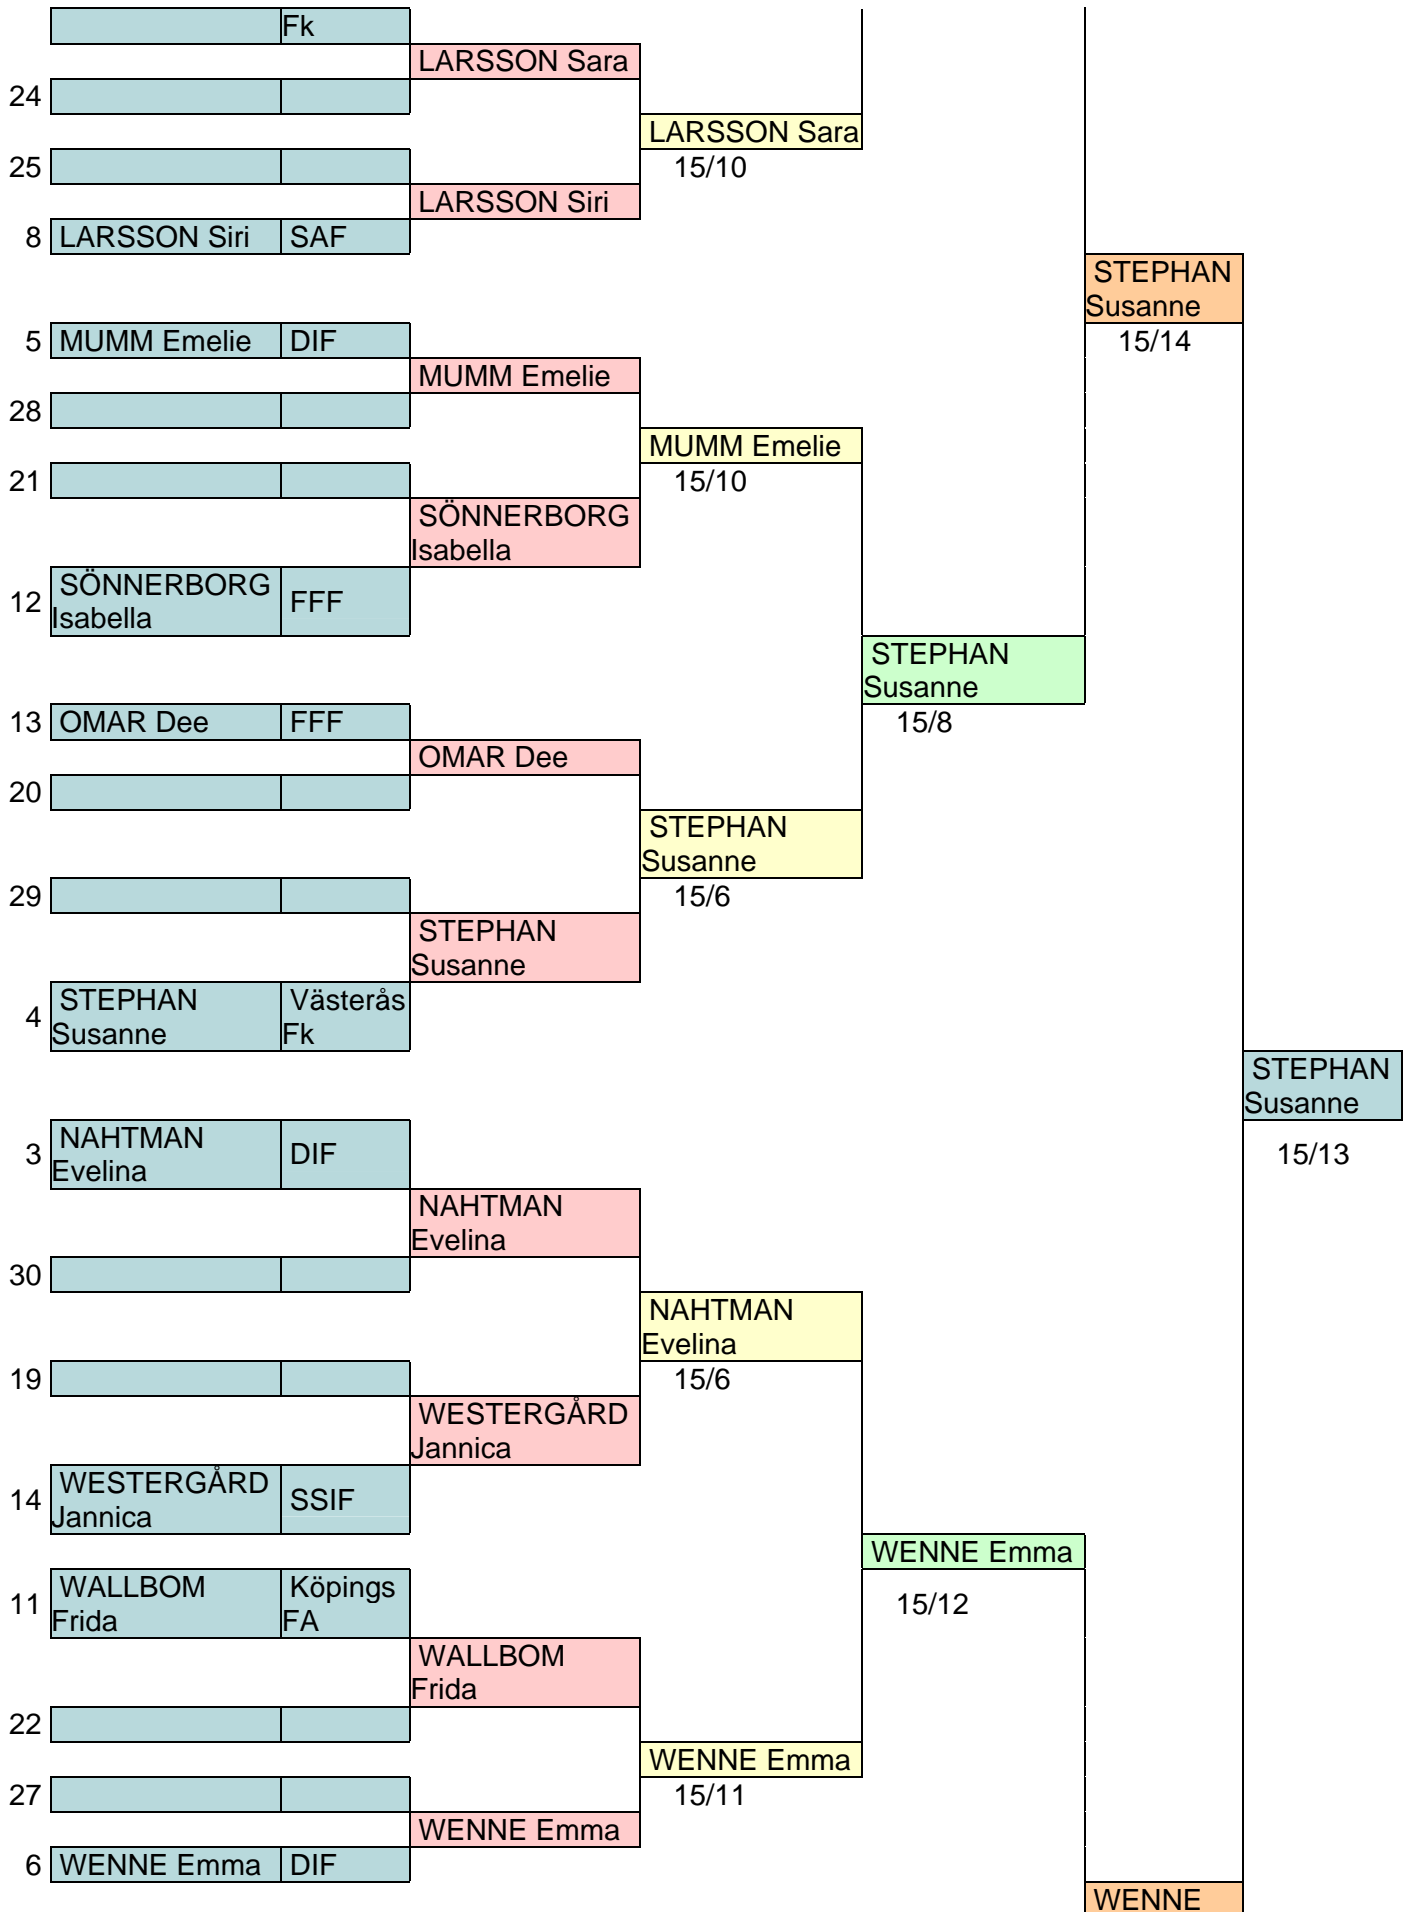 Fk
LARSSON Sara
24
LARSSON Sara
25
15/10
LARSSON Siri
8 LARSSON Siri SAF
STEPHAN
Susanne
5 MUMM Emelie DIF
15/14
MUMM Emelie
28
MUMM Emelie
21
15/10
SÖNNERBORG
Isabella
12 SÖNNERBORG
Isabella
FFF
STEPHAN
Susanne
13 OMAR Dee FFF
15/8
OMAR Dee
20
STEPHAN
Susanne
29
15/6
STEPHAN
Susanne
4 STEPHAN
Susanne
Västerås
Fk
STEPHAN
Susanne
3 NAHTMAN
Evelina
DIF
15/13
NAHTMAN
Evelina
30
NAHTMAN
Evelina
19
15/6
WESTERGÅRD
Jannica
14 WESTERGÅRD
Jannica
SSIF
WENNE Emma
11 WALLBOM
Frida
Köpings
FA
15/12
WALLBOM
Frida
22
WENNE Emma
27
15/11
WENNE Emma
6 WENNE Emma DIF
WENNE